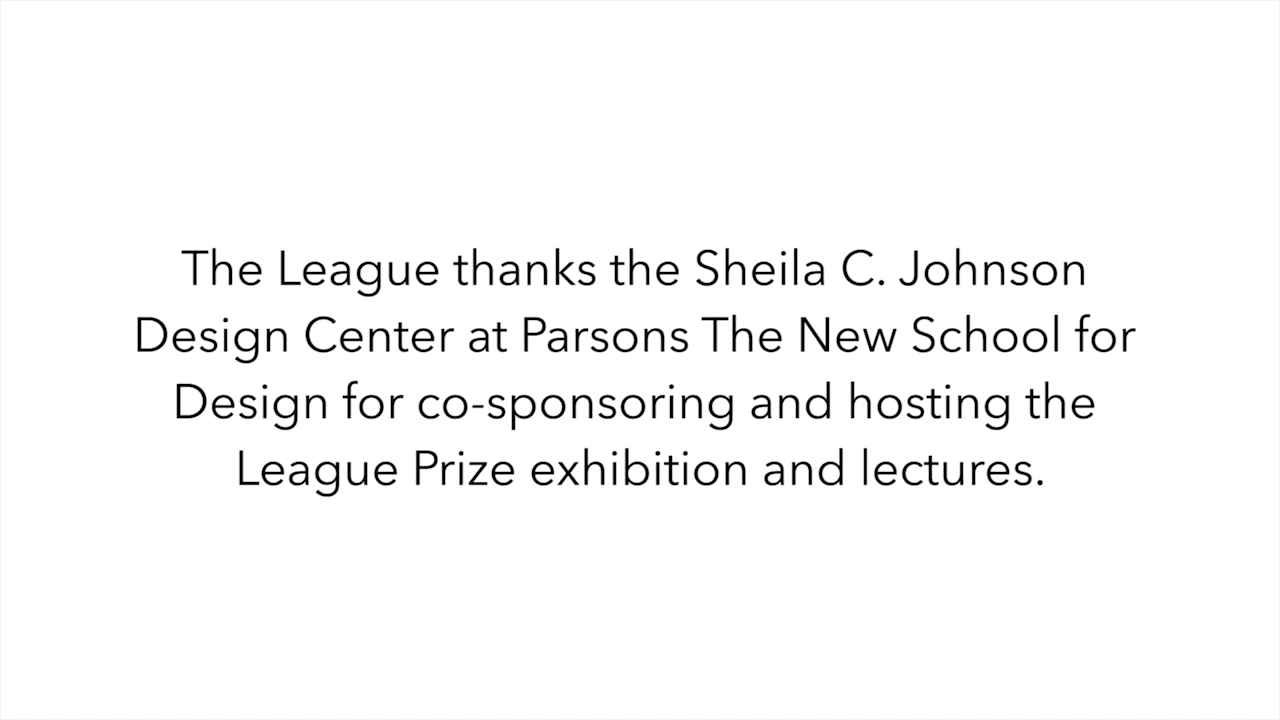 The League thanks the Sheila C. Johnson
Design Center at Parsons The New School for
Design for co-sponsoring and hosting the
League Prize exhibition and lectures.